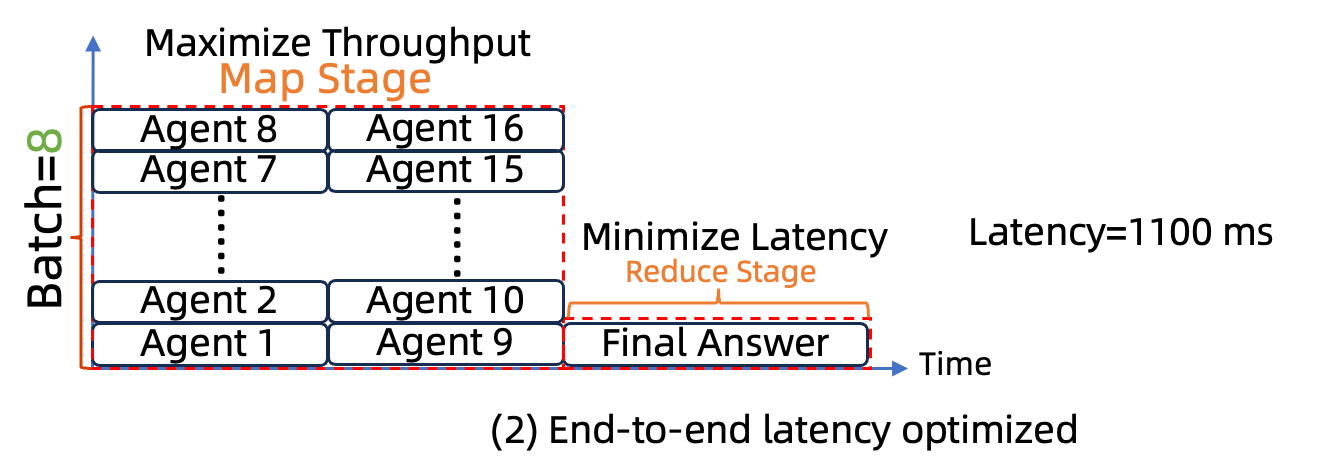 Maximize Throughput
Map Stage
Batch=8
Agent 8 Agent 16
Agent 7 Agent 15
Agent 2 Agent 10
Agent 1 Agent 9
Minimize Latency
Reduce Stage
Final Answer
Time
Latency=1100 ms
(2) End-to-end latency optimized